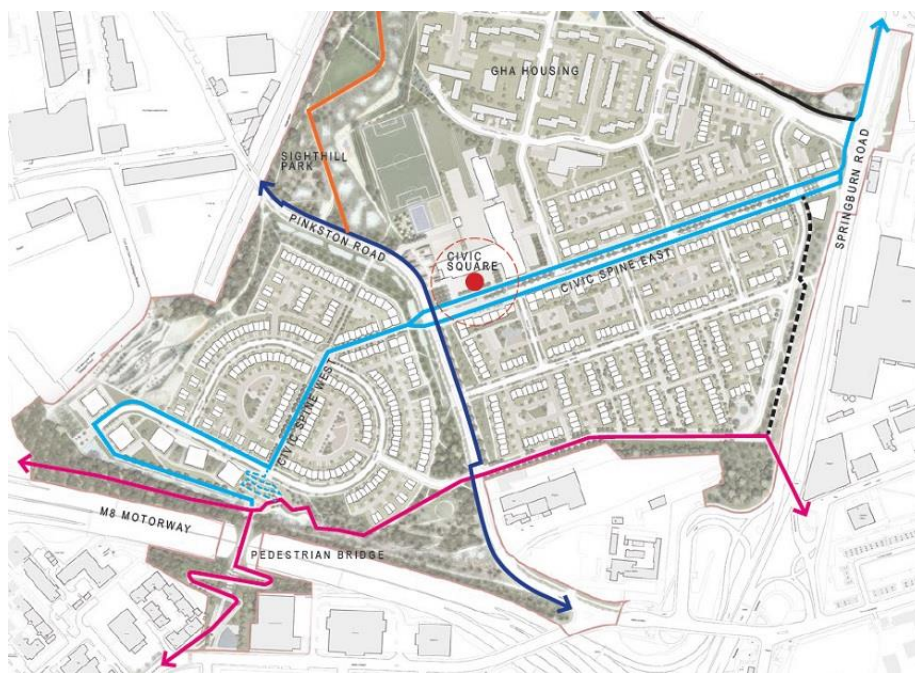 GHA HOUSING
SIGHTHILL
PARK
SPRINGBURN ROAD
PINKSTON ROAD
CIVIC
SQUARE
CIVIC SPINE EAST
CIVIC SPINE WEST
M8 MOTORWAY
PEDESTRIAN BRIDGE